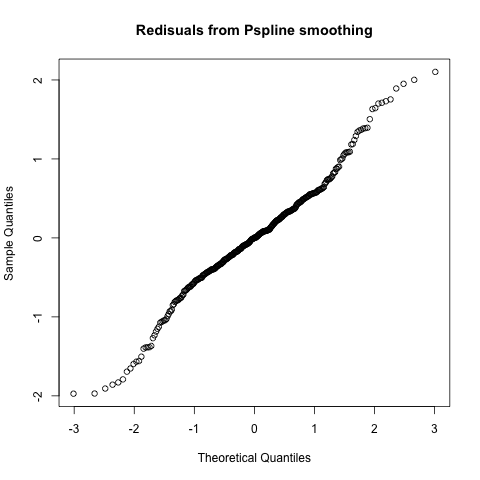 Redisuals from Pspline smoothing
Sample Quantiles
2
1
0
-1
-2
-3 -2 -1 0 1 2 3
Theoretical Quantiles